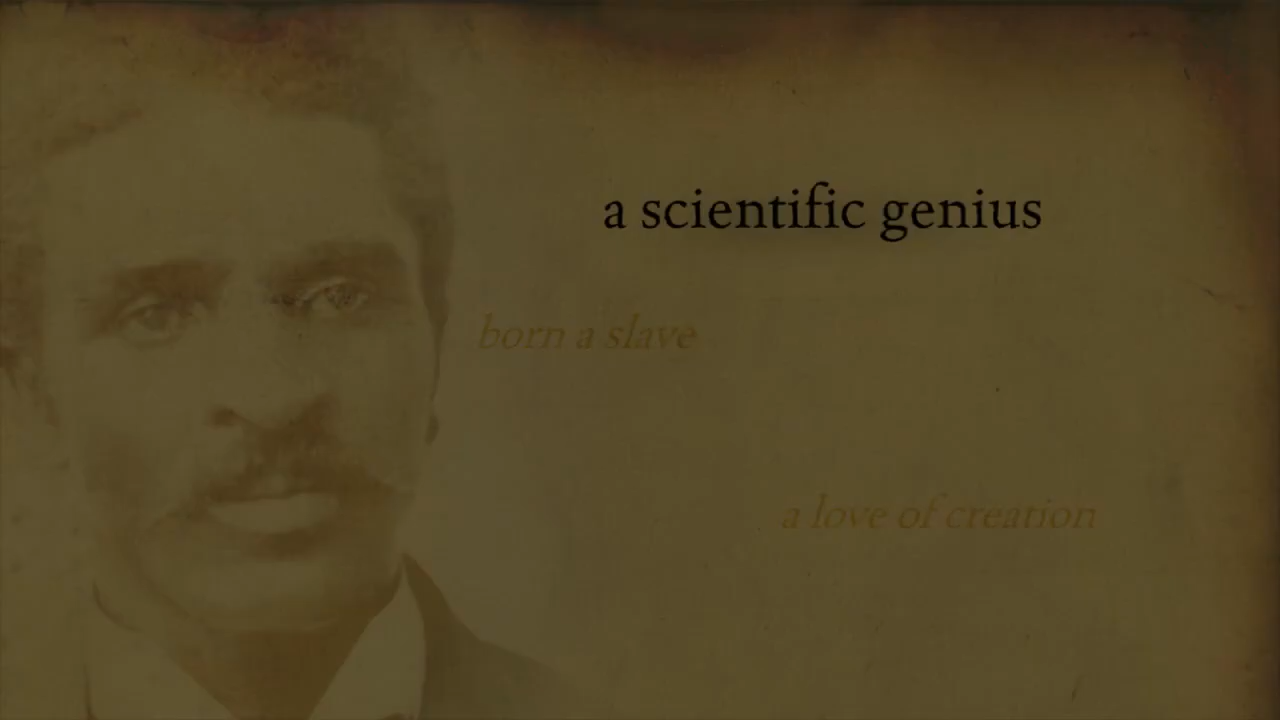 a scientific genius
born a slave
a love of creation